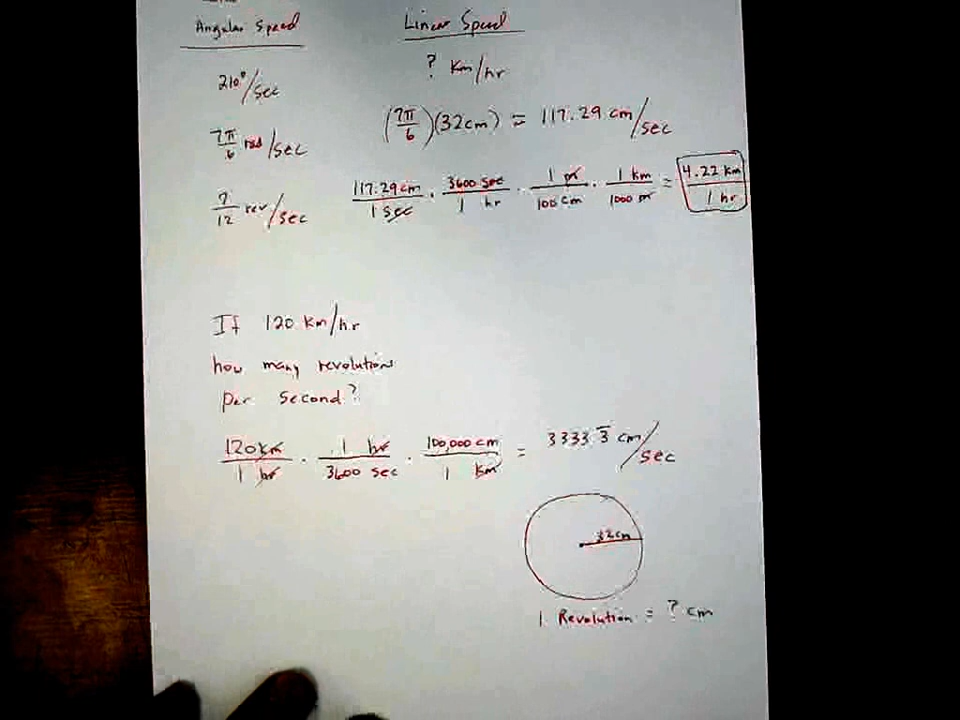 Angular Speed
Linear Speed
210°/sec
? Km/hr
7π/6 rad/sec
(7π/6)(32cm) ≈ 117.29 cm/sec
7/12 rev/sec
117.29cm/1 sec · 3600 sec/1 hr · 1 m/100 cm · 1 km/1000 m = 4.22 km/1 hr
If 120 km/hr
how many revolutions
per second?
120km/1 hr · 1 hr/3600 sec · 100,000 cm/1 km = 3333.3̅ cm/sec
32cm
1 Revolution = ? cm